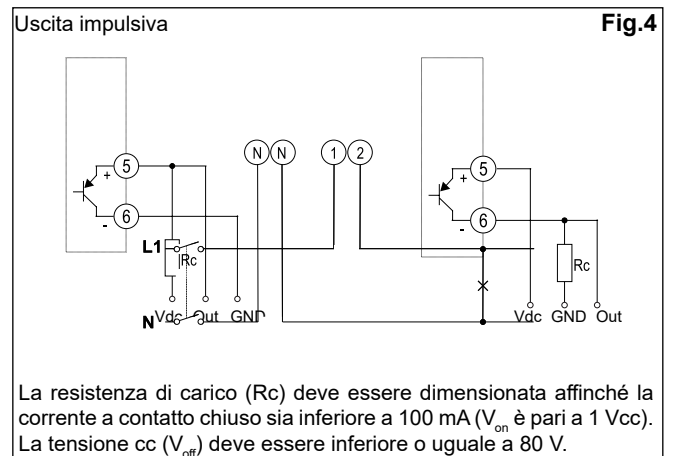 Uscita impulsiva
Fig.4
N N 1 2
5
+
6
-
L1
Rc
Vdc Out GND
N
5
+
6
-
Rc
Vdc GND Out
La resistenza di carico (Rc) deve essere dimensionata affinché la
corrente a contatto chiuso sia inferiore a 100 mA (Von è pari a 1 Vcc).
La tensione cc (Voff) deve essere inferiore o uguale a 80 V.